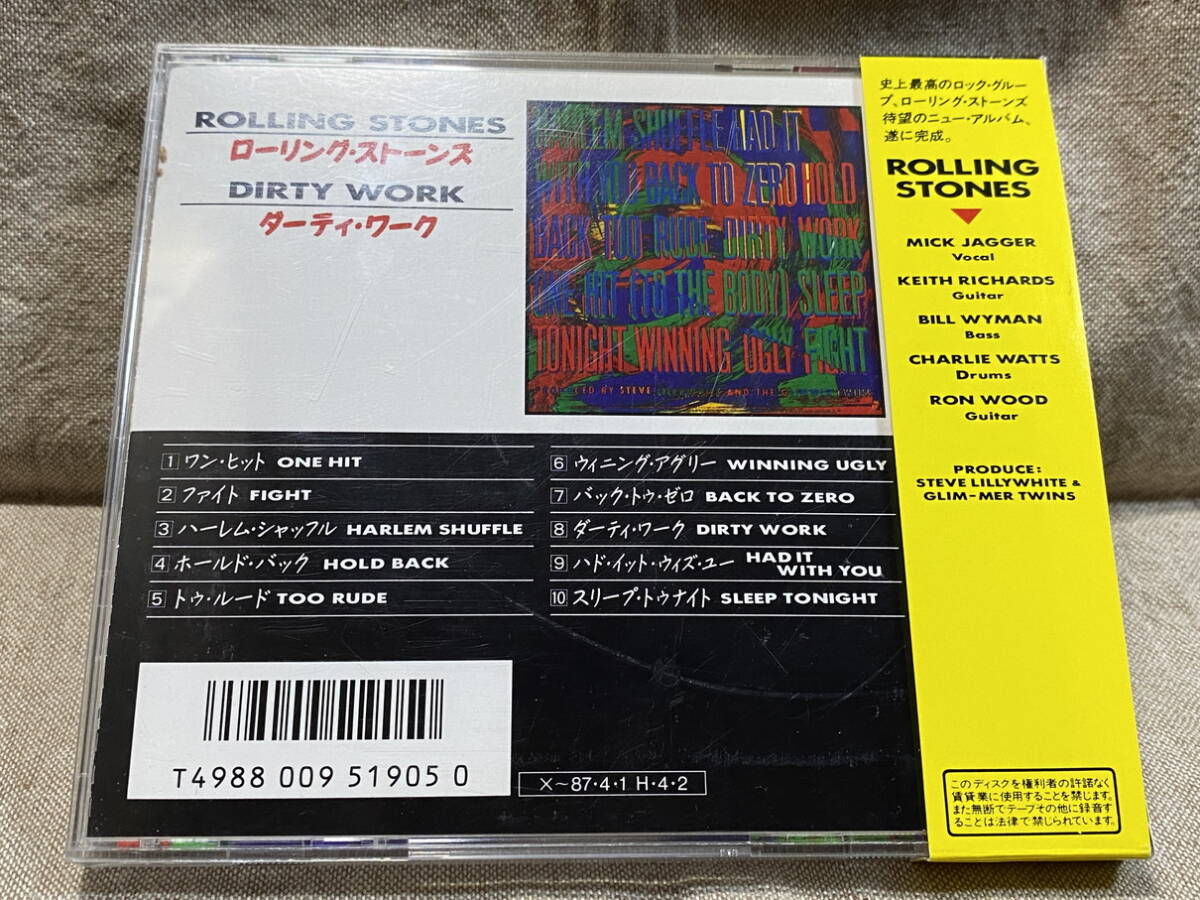 ROLLING STONES
ローリング・ストーンズ
DIRTY WORK
ダーティ・ワーク
HARLEM SHUFFLE HAD IT
WITH YOU BACK TO ZERO HOLD
BACK TOO RUDE DIRTY WORK
ONE HIT (TO THE BODY) SLEEP
TONIGHT WINNING UGLY FIGHT
BY STEVE AND THE
1 ワン・ヒット ONE HIT
2 ファイト FIGHT
3 ハーレム・シャッフル HARLEM SHUFFLE
4 ホールド・バック HOLD BACK
5 トゥ・ルード TOO RUDE
6 ウィニング・アグリー WINNING UGLY
7 バック・トゥ・ゼロ BACK TO ZERO
8 ダーティ・ワーク DIRTY WORK
9 ハド・イット・ウィズ・ユー HAD IT
WITH YOU
10 スリープ・トゥナイト SLEEP TONIGHT
T4988 009 51905 0
X〜87・4・1 H・4・2
史上最高のロック・グルー
プ、ローリング・ストーンズ
待望のニュー・アルバム、
遂に完成。
ROLLING
STONES
MICK JAGGER
Vocal
KEITH RICHARDS
Guitar
BILL WYMAN
Bass
CHARLIE WATTS
Drums
RON WOOD
Guitar
PRODUCE:
STEVE LILLYWHITE &
GLIM-MER TWINS
このディスクを権利者の許諾なく
賃貸業に使用することを禁じます。
また無断でテープその他に録音す
ることは法律で禁じられています。